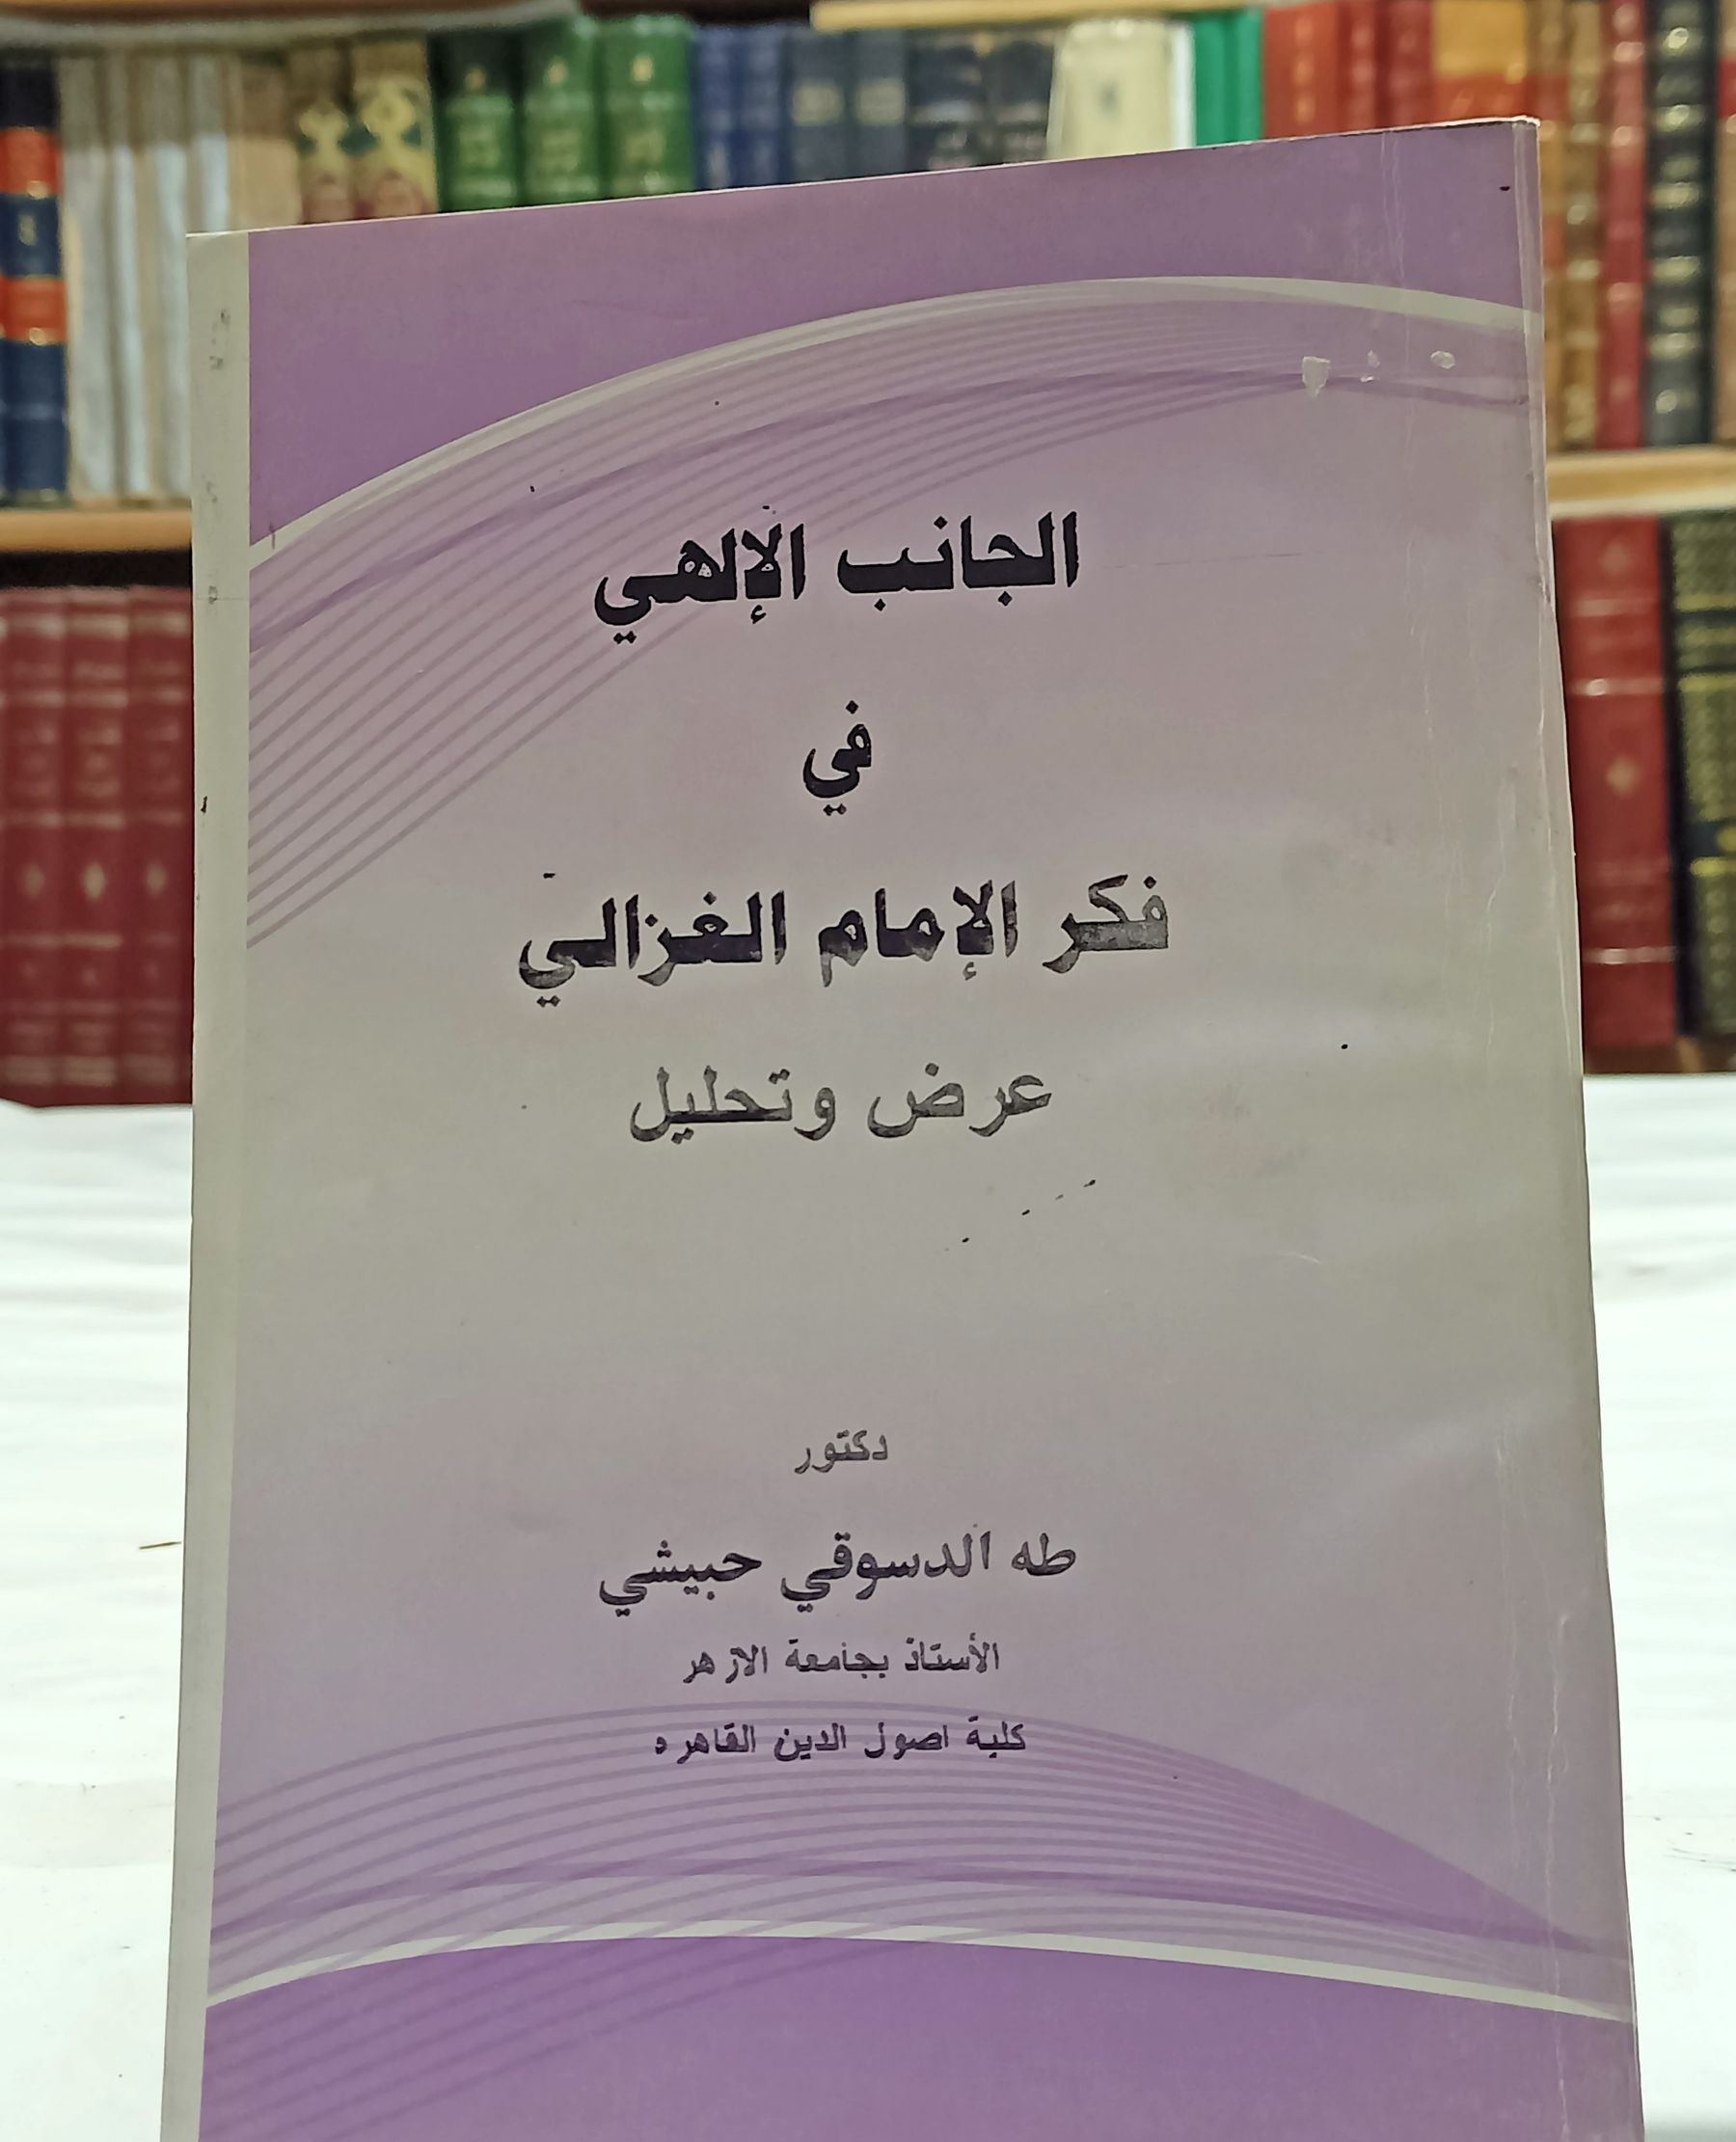 الجانب الإلهي
في
فكر الإمام الغزالي
عرض وتحليل
دكتور
طه الدسوقي حبيشي
الأستاذ بجامعة الازهر
كلية اصول الدين القاهره